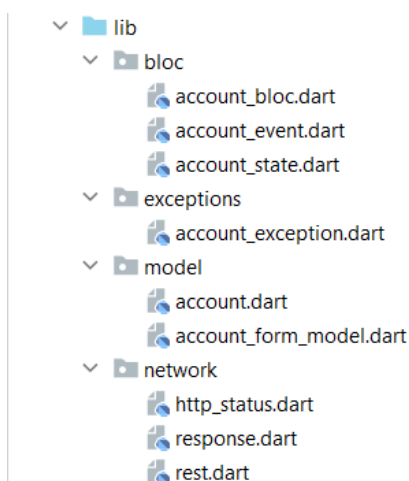 lib
bloc
account_bloc.dart
account_event.dart
account_state.dart
exceptions
account_exception.dart
model
account.dart
account_form_model.dart
network
http_status.dart
response.dart
rest.dart